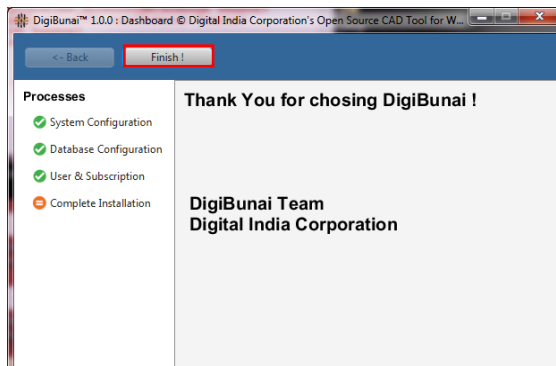 DigiBunai™ 1.0.0 : Dashboard © Digital India Corporation's Open Source CAD Tool for W...
<- Back
Finish !
Processes
System Configuration
Database Configuration
User & Subscription
Complete Installation
Thank You for chosing DigiBunai !
DigiBunai Team
Digital India Corporation